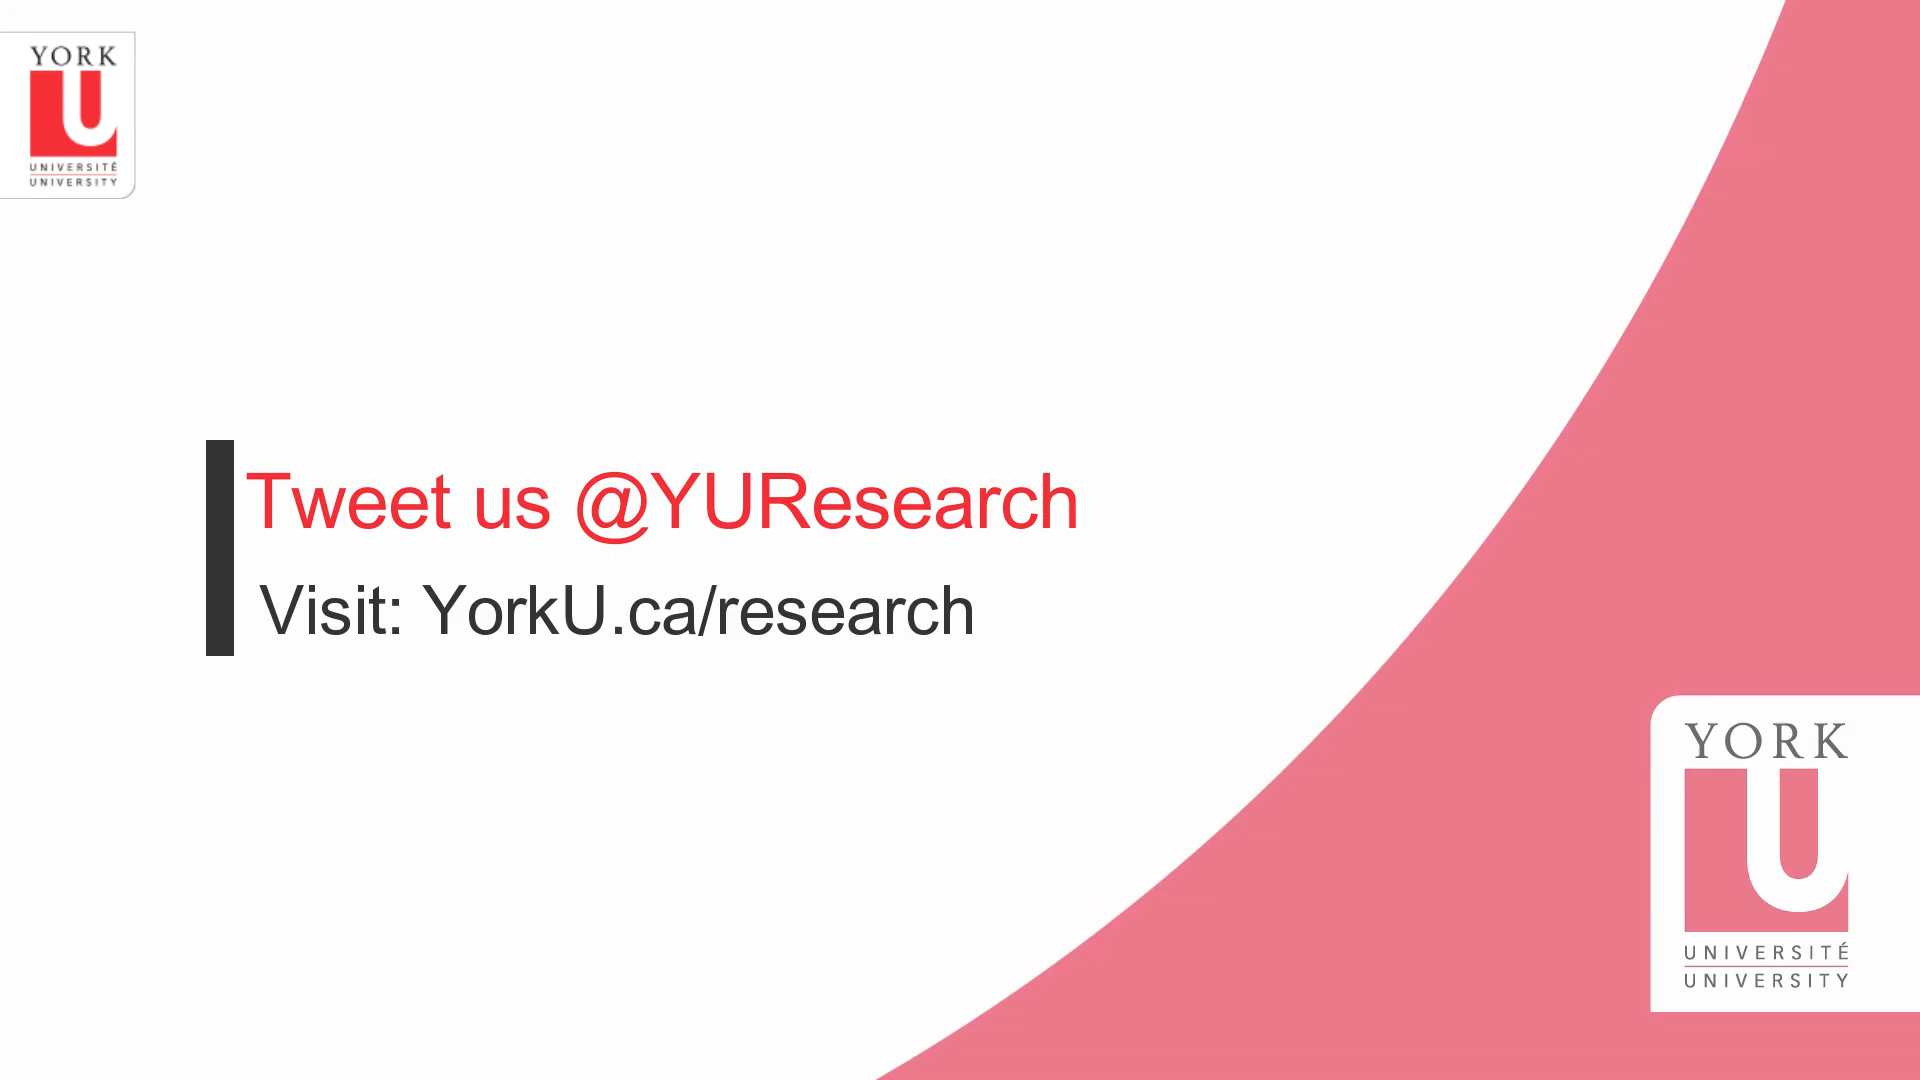 YORK
U
UNIVERSITÉ
UNIVERSITY
Tweet us @YUResearch
Visit: YorkU.ca/research
YORK
U
UNIVERSITÉ
UNIVERSITY